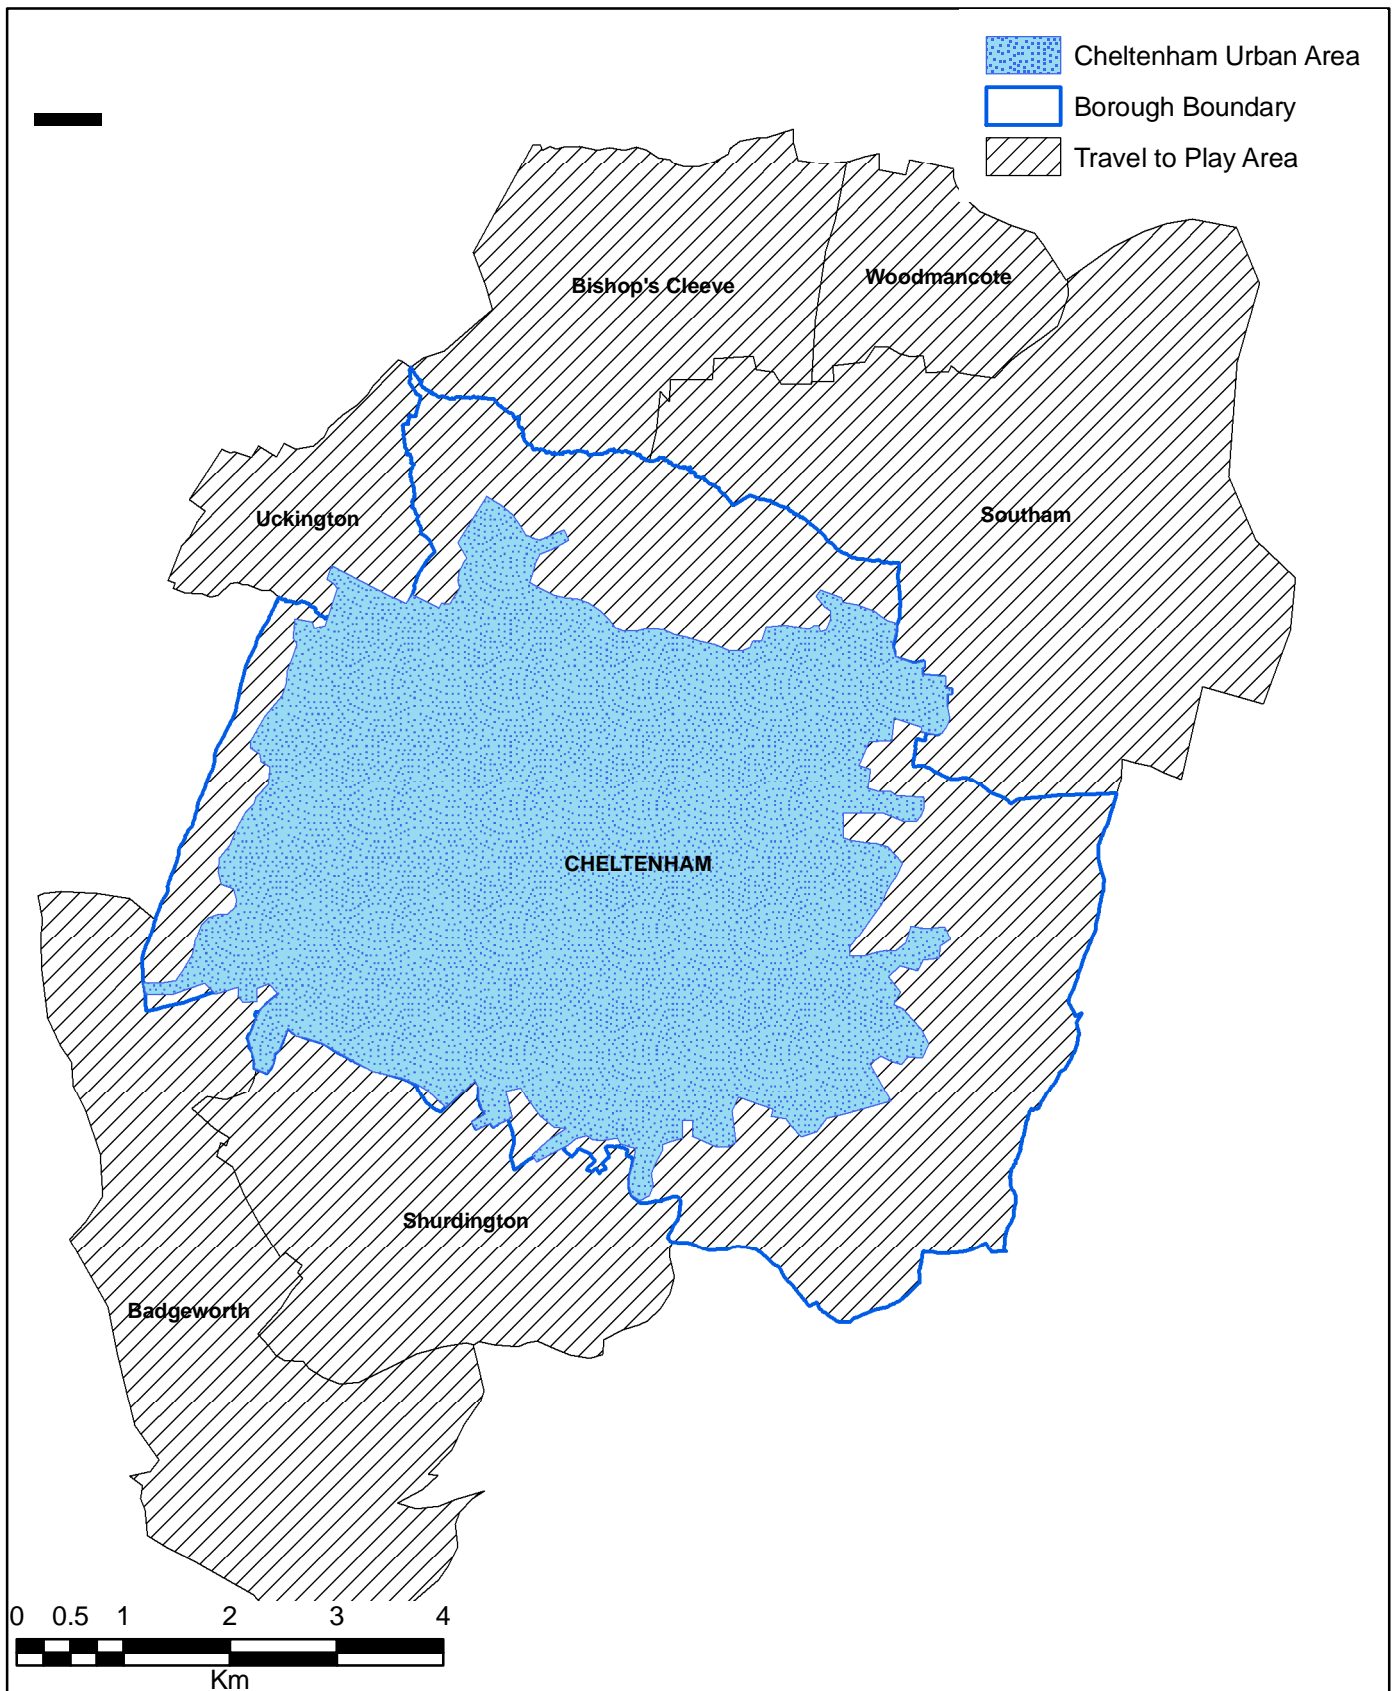 Cheltenham Urban Area
Borough Boundary
Travel to Play Area
Bishop's Cleeve
Woodmancote
Uckington
Southam
CHELTENHAM
Shurdington
Badgeworth
0 0.5 1 2 3 4
Km